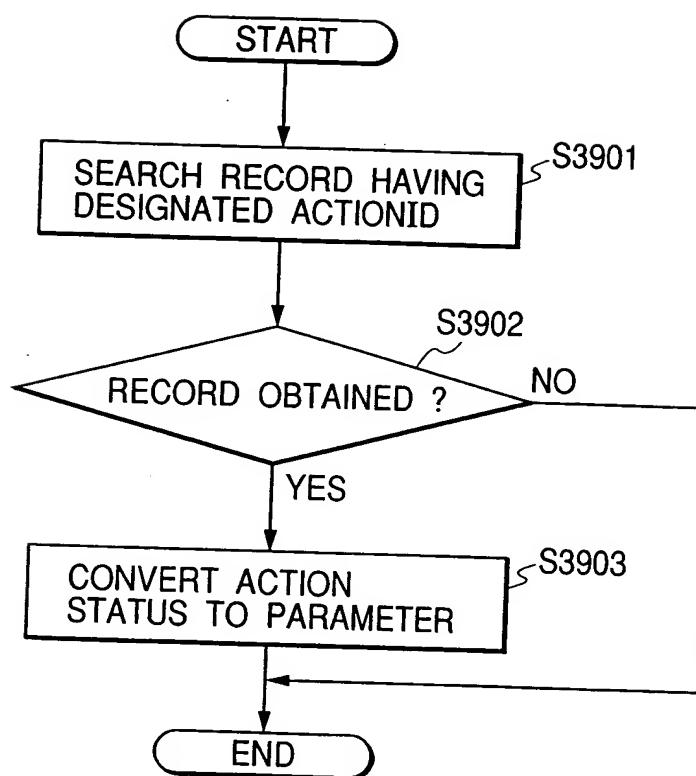 START
SEARCH RECORD HAVING
DESIGNATED ACTIONID
S3901
S3902
RECORD OBTAINED ?
NO
YES
CONVERT ACTION
STATUS TO PARAMETER
S3903
END